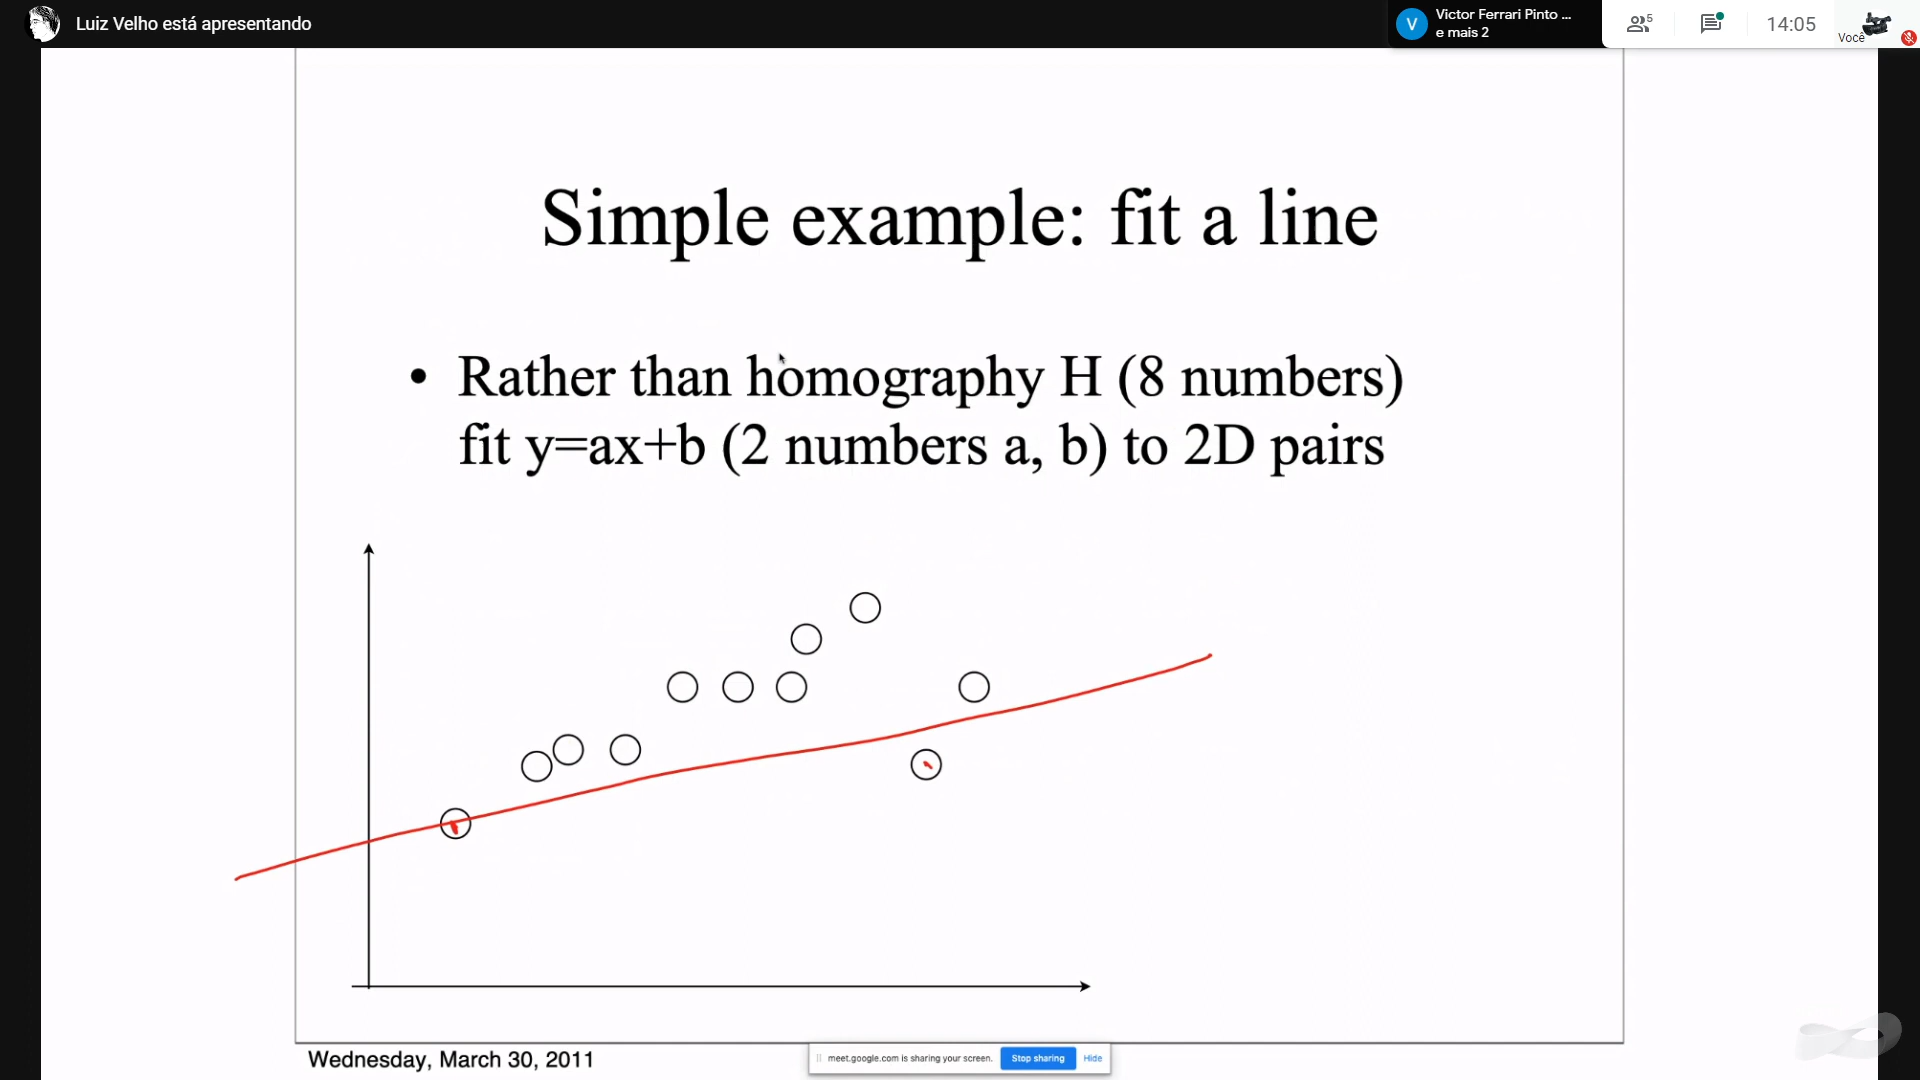 Luiz Velho está apresentando
V
Victor Ferrari Pinto ...
e mais 2
5
14:05
Você
Simple example: fit a line
• Rather than homography H (8 numbers)
fit y=ax+b (2 numbers a, b) to 2D pairs
Wednesday, March 30, 2011
meet.google.com is sharing your screen.
Stop sharing
Hide